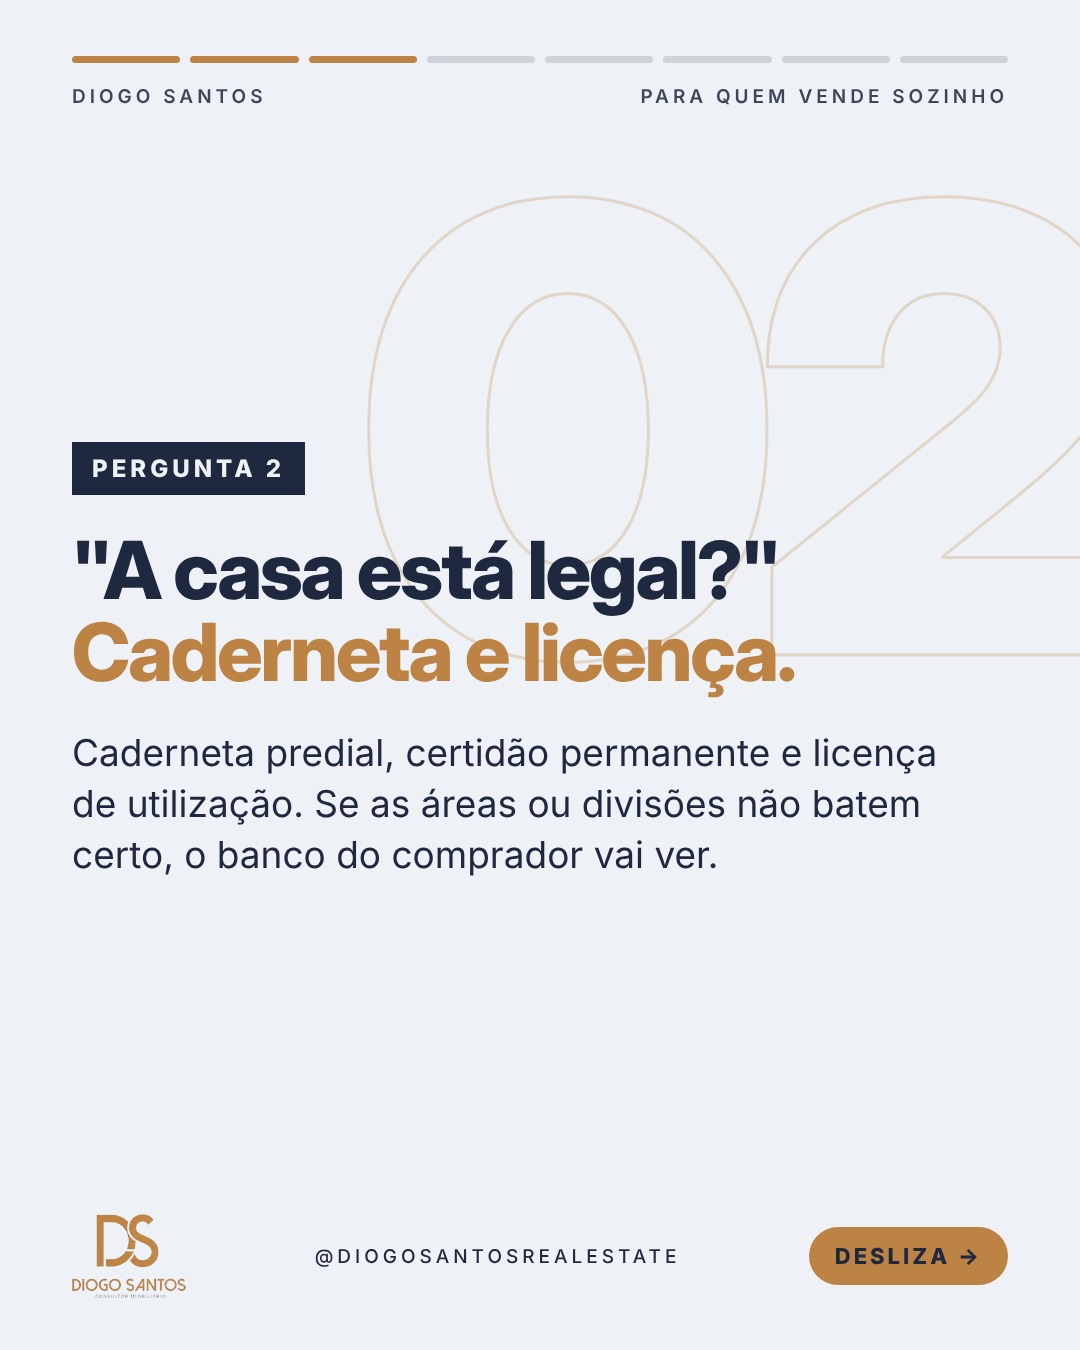 DIOGO SANTOS
PARA QUEM VENDE SOZINHO
02
PERGUNTA 2
"A casa está legal?"
Caderneta e licença.
Caderneta predial, certidão permanente e licença
de utilização. Se as áreas ou divisões não batem
certo, o banco do comprador vai ver.
DS
DIOGO SANTOS
CONSULTOR IMOBILIÁRIO
@DIOGOSANTOSREALESTATE
DESLIZA →